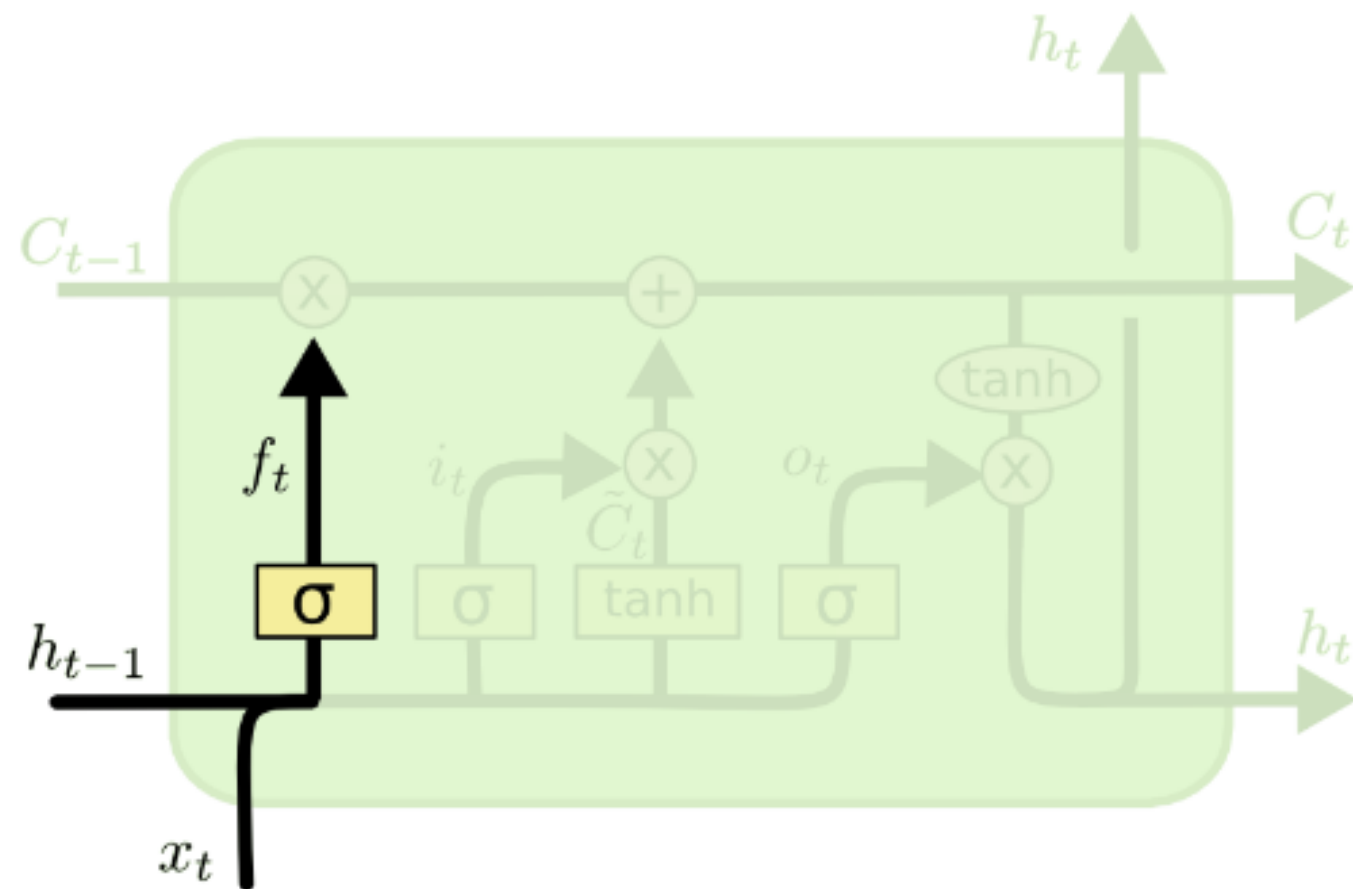 h_t
C_{t-1}
C_t
x
+
tanh
f_t
i_t
x
o_t
x
C̃_t
σ
σ
tanh
σ
h_{t-1}
h_t
x_t